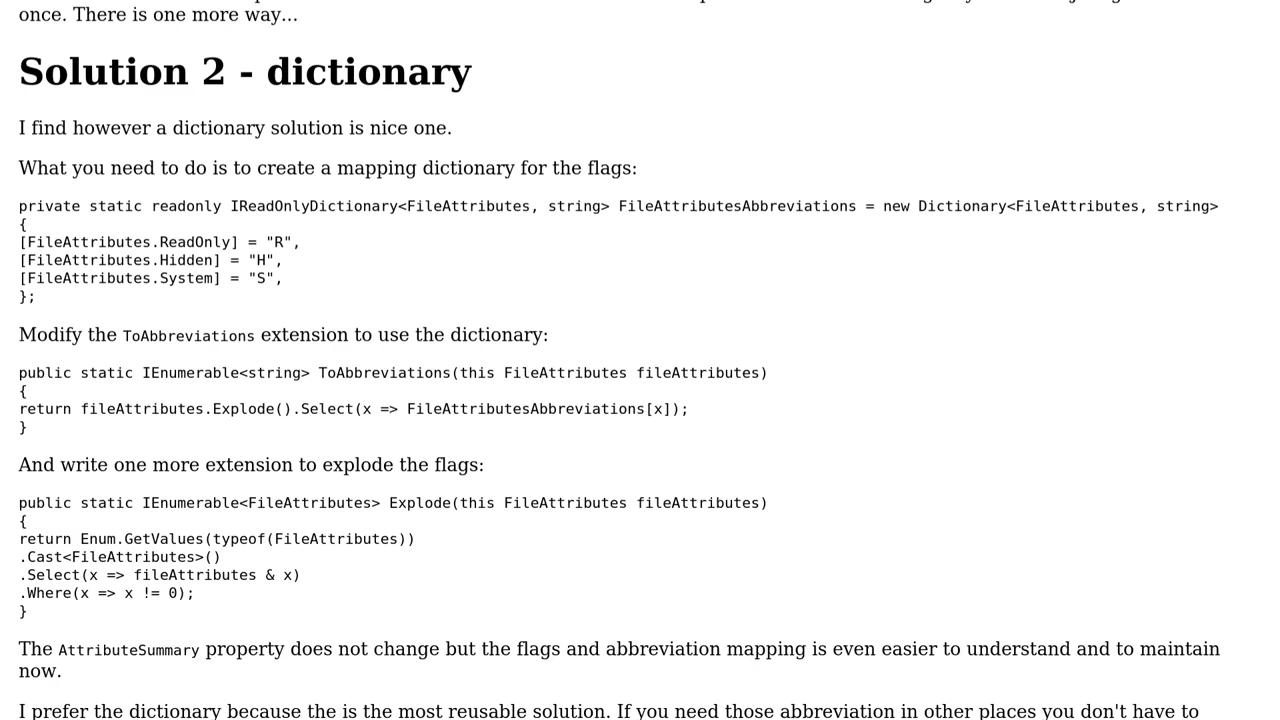 once. There is one more way...
Solution 2 - dictionary
I find however a dictionary solution is nice one.
What you need to do is to create a mapping dictionary for the flags:
private static readonly IReadOnlyDictionary<FileAttributes, string> FileAttributesAbbreviations = new Dictionary<FileAttributes, string>
{
[FileAttributes.ReadOnly] = "R",
[FileAttributes.Hidden] = "H",
[FileAttributes.System] = "S",
};
Modify the ToAbbreviations extension to use the dictionary:
public static IEnumerable<string> ToAbbreviations(this FileAttributes fileAttributes)
{
return fileAttributes.Explode().Select(x => FileAttributesAbbreviations[x]);
}
And write one more extension to explode the flags:
public static IEnumerable<FileAttributes> Explode(this FileAttributes fileAttributes)
{
return Enum.GetValues(typeof(FileAttributes))
.Cast<FileAttributes>()
.Select(x => fileAttributes & x)
.Where(x => x != 0);
}
The AttributeSummary property does not change but the flags and abbreviation mapping is even easier to understand and to maintain
now.
I prefer the dictionary because the is the most reusable solution. If you need those abbreviation in other places you don't have to